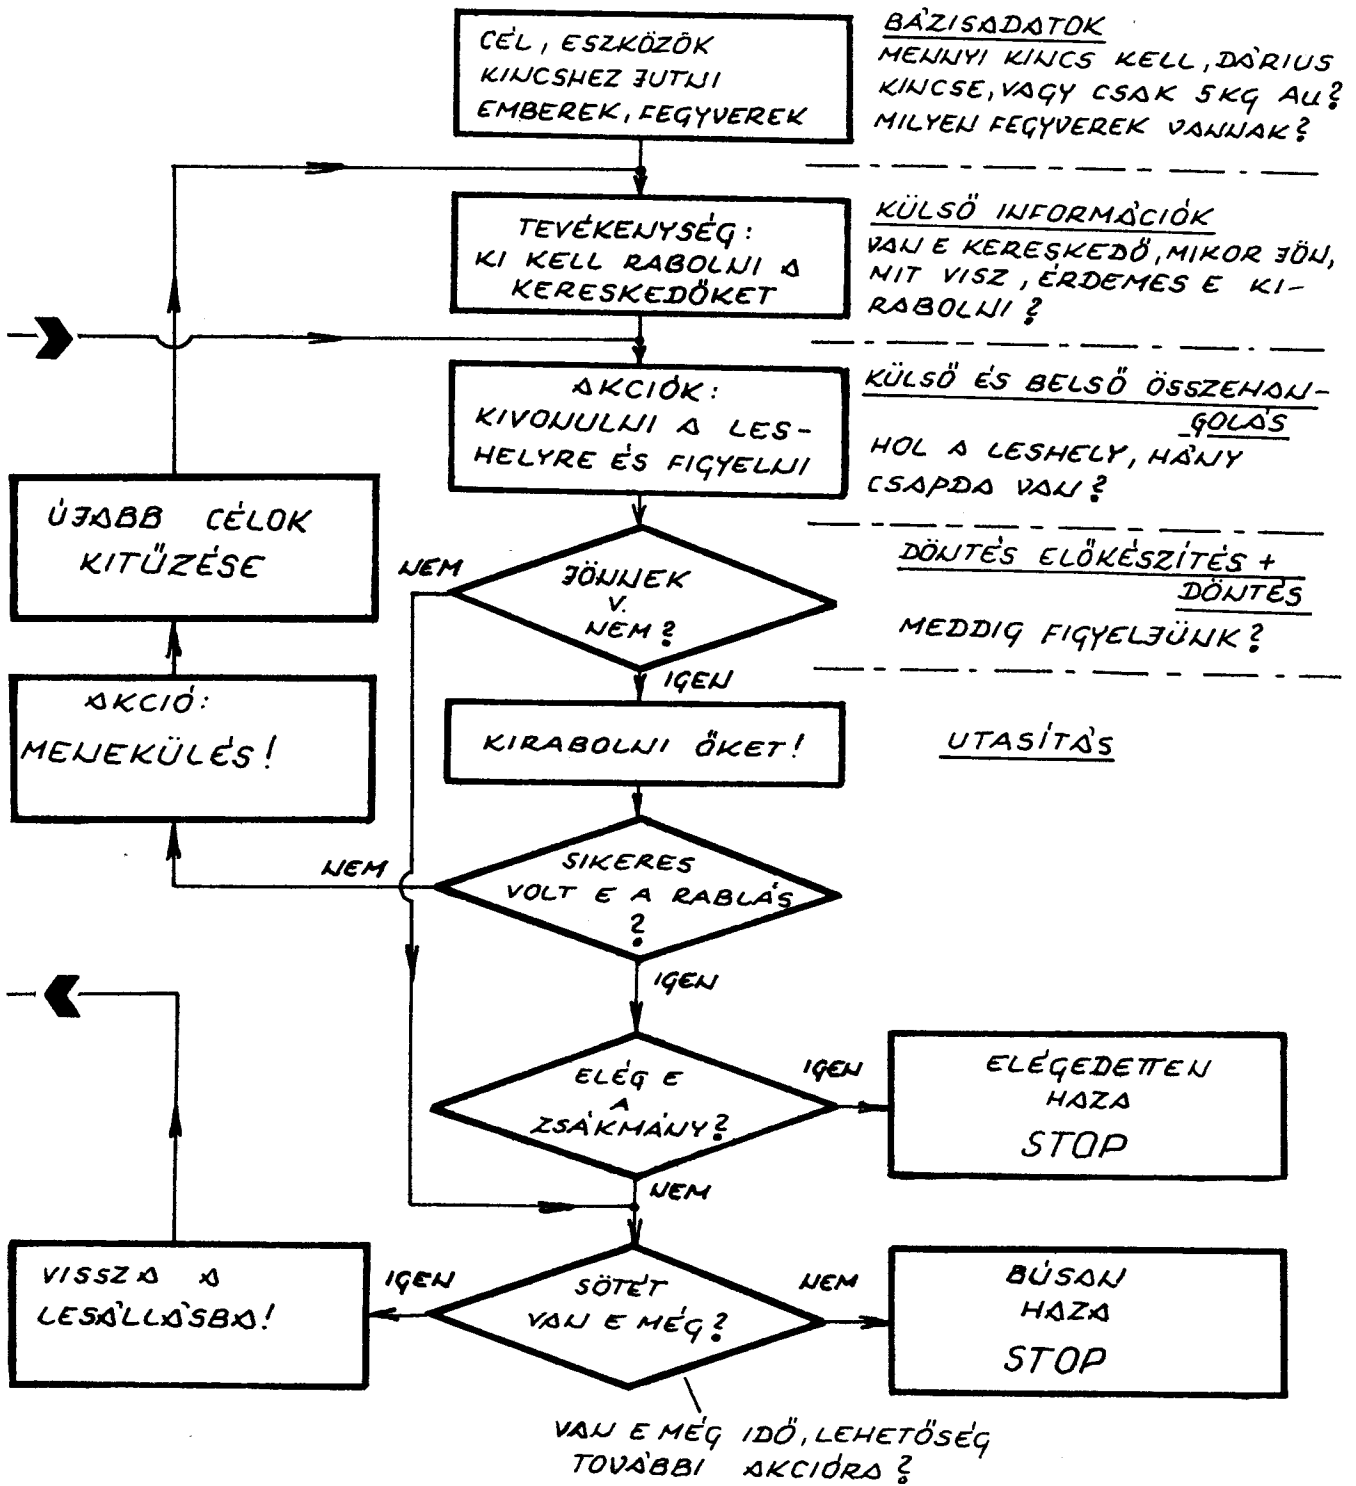 CÉL, ESZKÖZÖK
KINCSHEZ JUTNI
EMBEREK, FEGYVEREK
BÁZISADATOK
MENNYI KINCS KELL, DÁRIUS
KINCSE, VAGY CSAK 5KG AU?
MILYEN FEGYVEREK VANNAK?
TEVÉKENYSÉG:
KI KELL RABOLNI A
KERESKEDŐKET
KÜLSŐ INFORMÁCIÓK
VAN E KERESKEDŐ, MIKOR JÖN,
MIT VISZ, ÉRDEMES E KI-
RABOLNI?
AKCIÓK:
KIVONULNI A LES-
HELYRE ÉS FIGYELNI
KÜLSŐ ÉS BELSŐ ÖSSZEHAN-
GOLÁS
HOL A LESHELY, HÁNY
CSAPDA VAN?
ÚJABB CÉLOK
KITŰZÉSE
NEM
JÖNNEK
V.
NEM?
DÖNTÉS ELŐKÉSZÍTÉS +
DÖNTÉS
MEDDIG FIGYELJÜNK?
IGEN
AKCIÓ:
MENEKÜLÉS!
KIRABOLNI ŐKET!
UTASÍTÁS
NEM
SIKERES
VOLT E A RABLÁS
?
IGEN
ELÉG E
A
ZSÁKMÁNY?
IGEN
ELÉGEDETTEN
HAZA
STOP
NEM
VISSZA A
LESÁLLÁSBA!
IGEN
SÖTÉT
VAN E MÉG?
NEM
BÚSAN
HAZA
STOP
VAN E MÉG IDŐ, LEHETŐSÉG
TOVÁBBI AKCIÓRA?